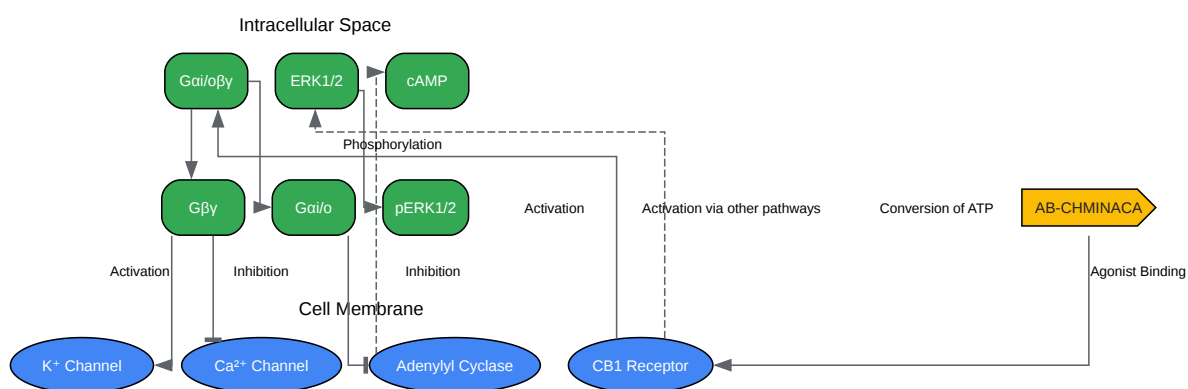 Intracellular Space
Gαi/oβγ
ERK1/2
cAMP
Phosphorylation
Gβγ
Gαi/o
pERK1/2
Activation
Activation via other pathways
Conversion of ATP
AB-CHMINACA
Activation
Inhibition
Inhibition
Agonist Binding
Cell Membrane
K⁺ Channel
Ca²⁺ Channel
Adenylyl Cyclase
CB1 Receptor